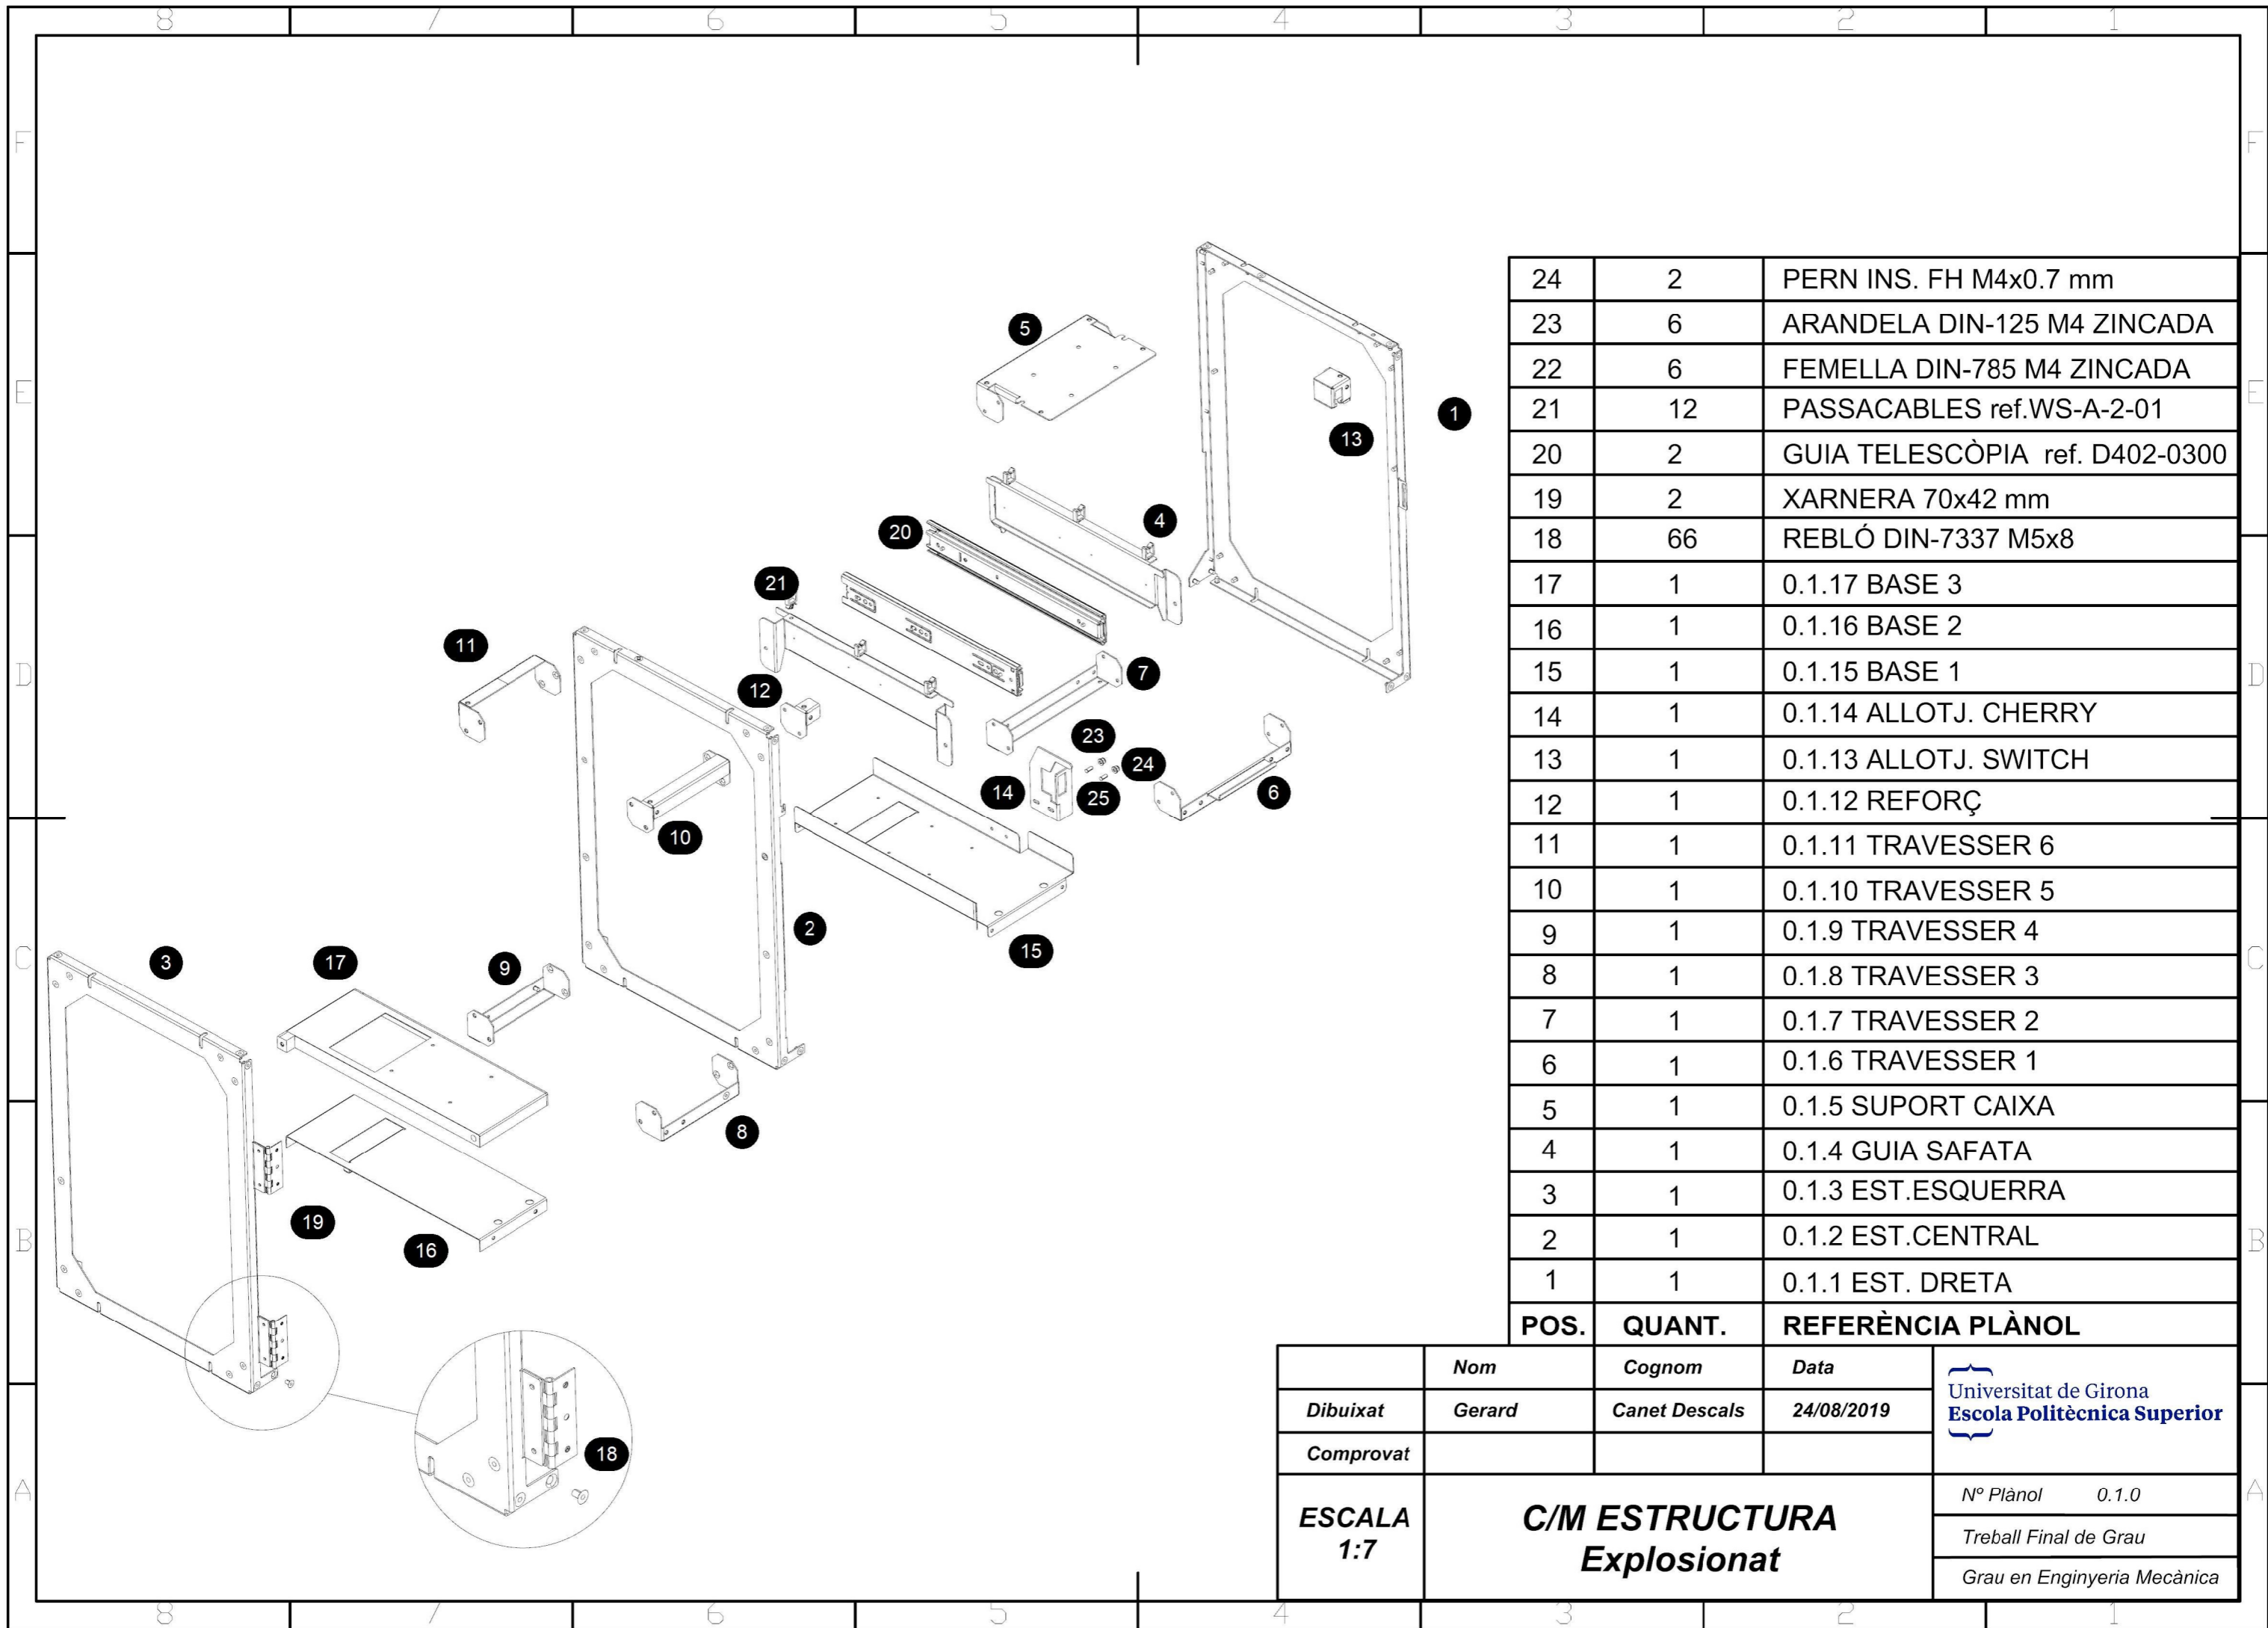 8 7 6 5 4 3 2 1
F F
E E
D D
C C
B B
A A
5
1
13
4
20
21
11
7
12
23
24
14
25
6
10
2
15
3
17
9
8
19
16
18
24 2 PERN INS. FH M4x0.7 mm
23 6 ARANDELA DIN-125 M4 ZINCADA
22 6 FEMELLA DIN-785 M4 ZINCADA
21 12 PASSACABLES ref.WS-A-2-01
20 2 GUIA TELESCÒPIA ref. D402-0300
19 2 XARNERA 70x42 mm
18 66 REBLÓ DIN-7337 M5x8
17 1 0.1.17 BASE 3
16 1 0.1.16 BASE 2
15 1 0.1.15 BASE 1
14 1 0.1.14 ALLOTJ. CHERRY
13 1 0.1.13 ALLOTJ. SWITCH
12 1 0.1.12 REFORÇ
11 1 0.1.11 TRAVESSER 6
10 1 0.1.10 TRAVESSER 5
9 1 0.1.9 TRAVESSER 4
8 1 0.1.8 TRAVESSER 3
7 1 0.1.7 TRAVESSER 2
6 1 0.1.6 TRAVESSER 1
5 1 0.1.5 SUPORT CAIXA
4 1 0.1.4 GUIA SAFATA
3 1 0.1.3 EST.ESQUERRA
2 1 0.1.2 EST.CENTRAL
1 1 0.1.1 EST. DRETA
POS. QUANT. REFERÈNCIA PLÀNOL
Nom Cognom Data
Dibuixat Gerard Canet Descals 24/08/2019
Comprovat
Universitat de Girona
Escola Politècnica Superior
ESCALA
1:7
C/M ESTRUCTURA
Explosionat
Nº Plànol 0.1.0
Treball Final de Grau
Grau en Enginyeria Mecànica
8 7 6 5 4 3 2 1